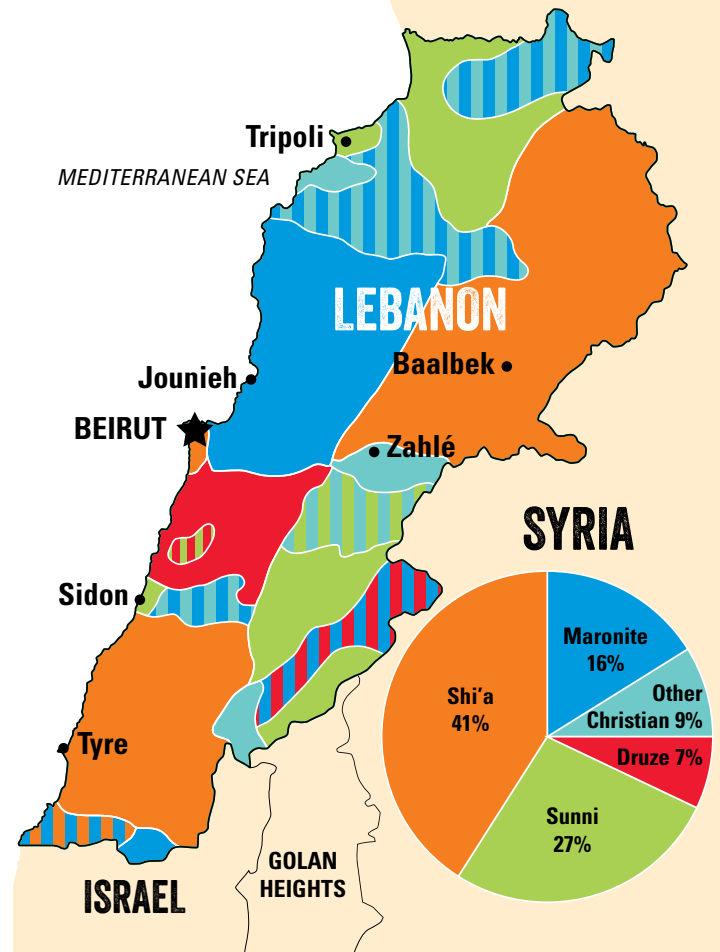 Tripoli
MEDITERRANEAN SEA
LEBANON
Baalbek
Jounieh
BEIRUT
Zahlé
SYRIA
Sidon
Maronite
16%
Other
Christian 9%
Shi'a
41%
Druze 7%
Tyre
Sunni
27%
GOLAN
HEIGHTS
ISRAEL